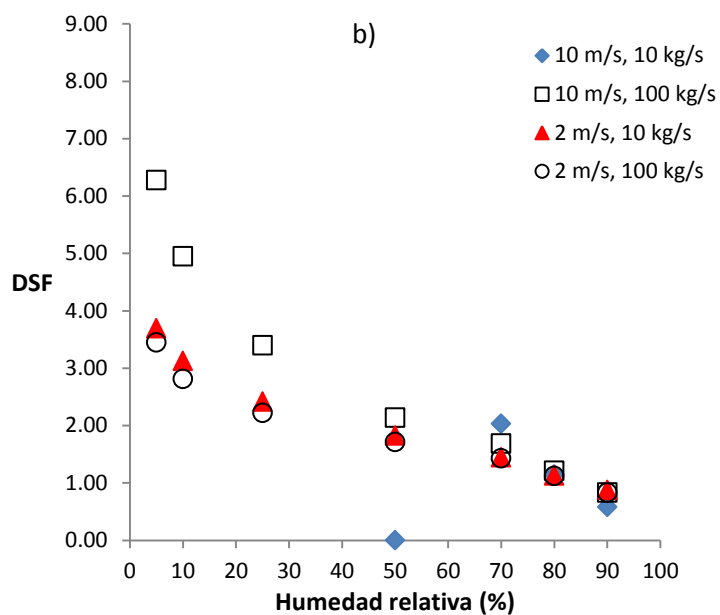 b)
9.00
8.00
7.00
6.00
5.00
4.00
3.00
2.00
1.00
0.00
DSF
10 m/s, 10 kg/s
10 m/s, 100 kg/s
2 m/s, 10 kg/s
2 m/s, 100 kg/s
0 10 20 30 40 50 60 70 80 90 100
Humedad relativa (%)